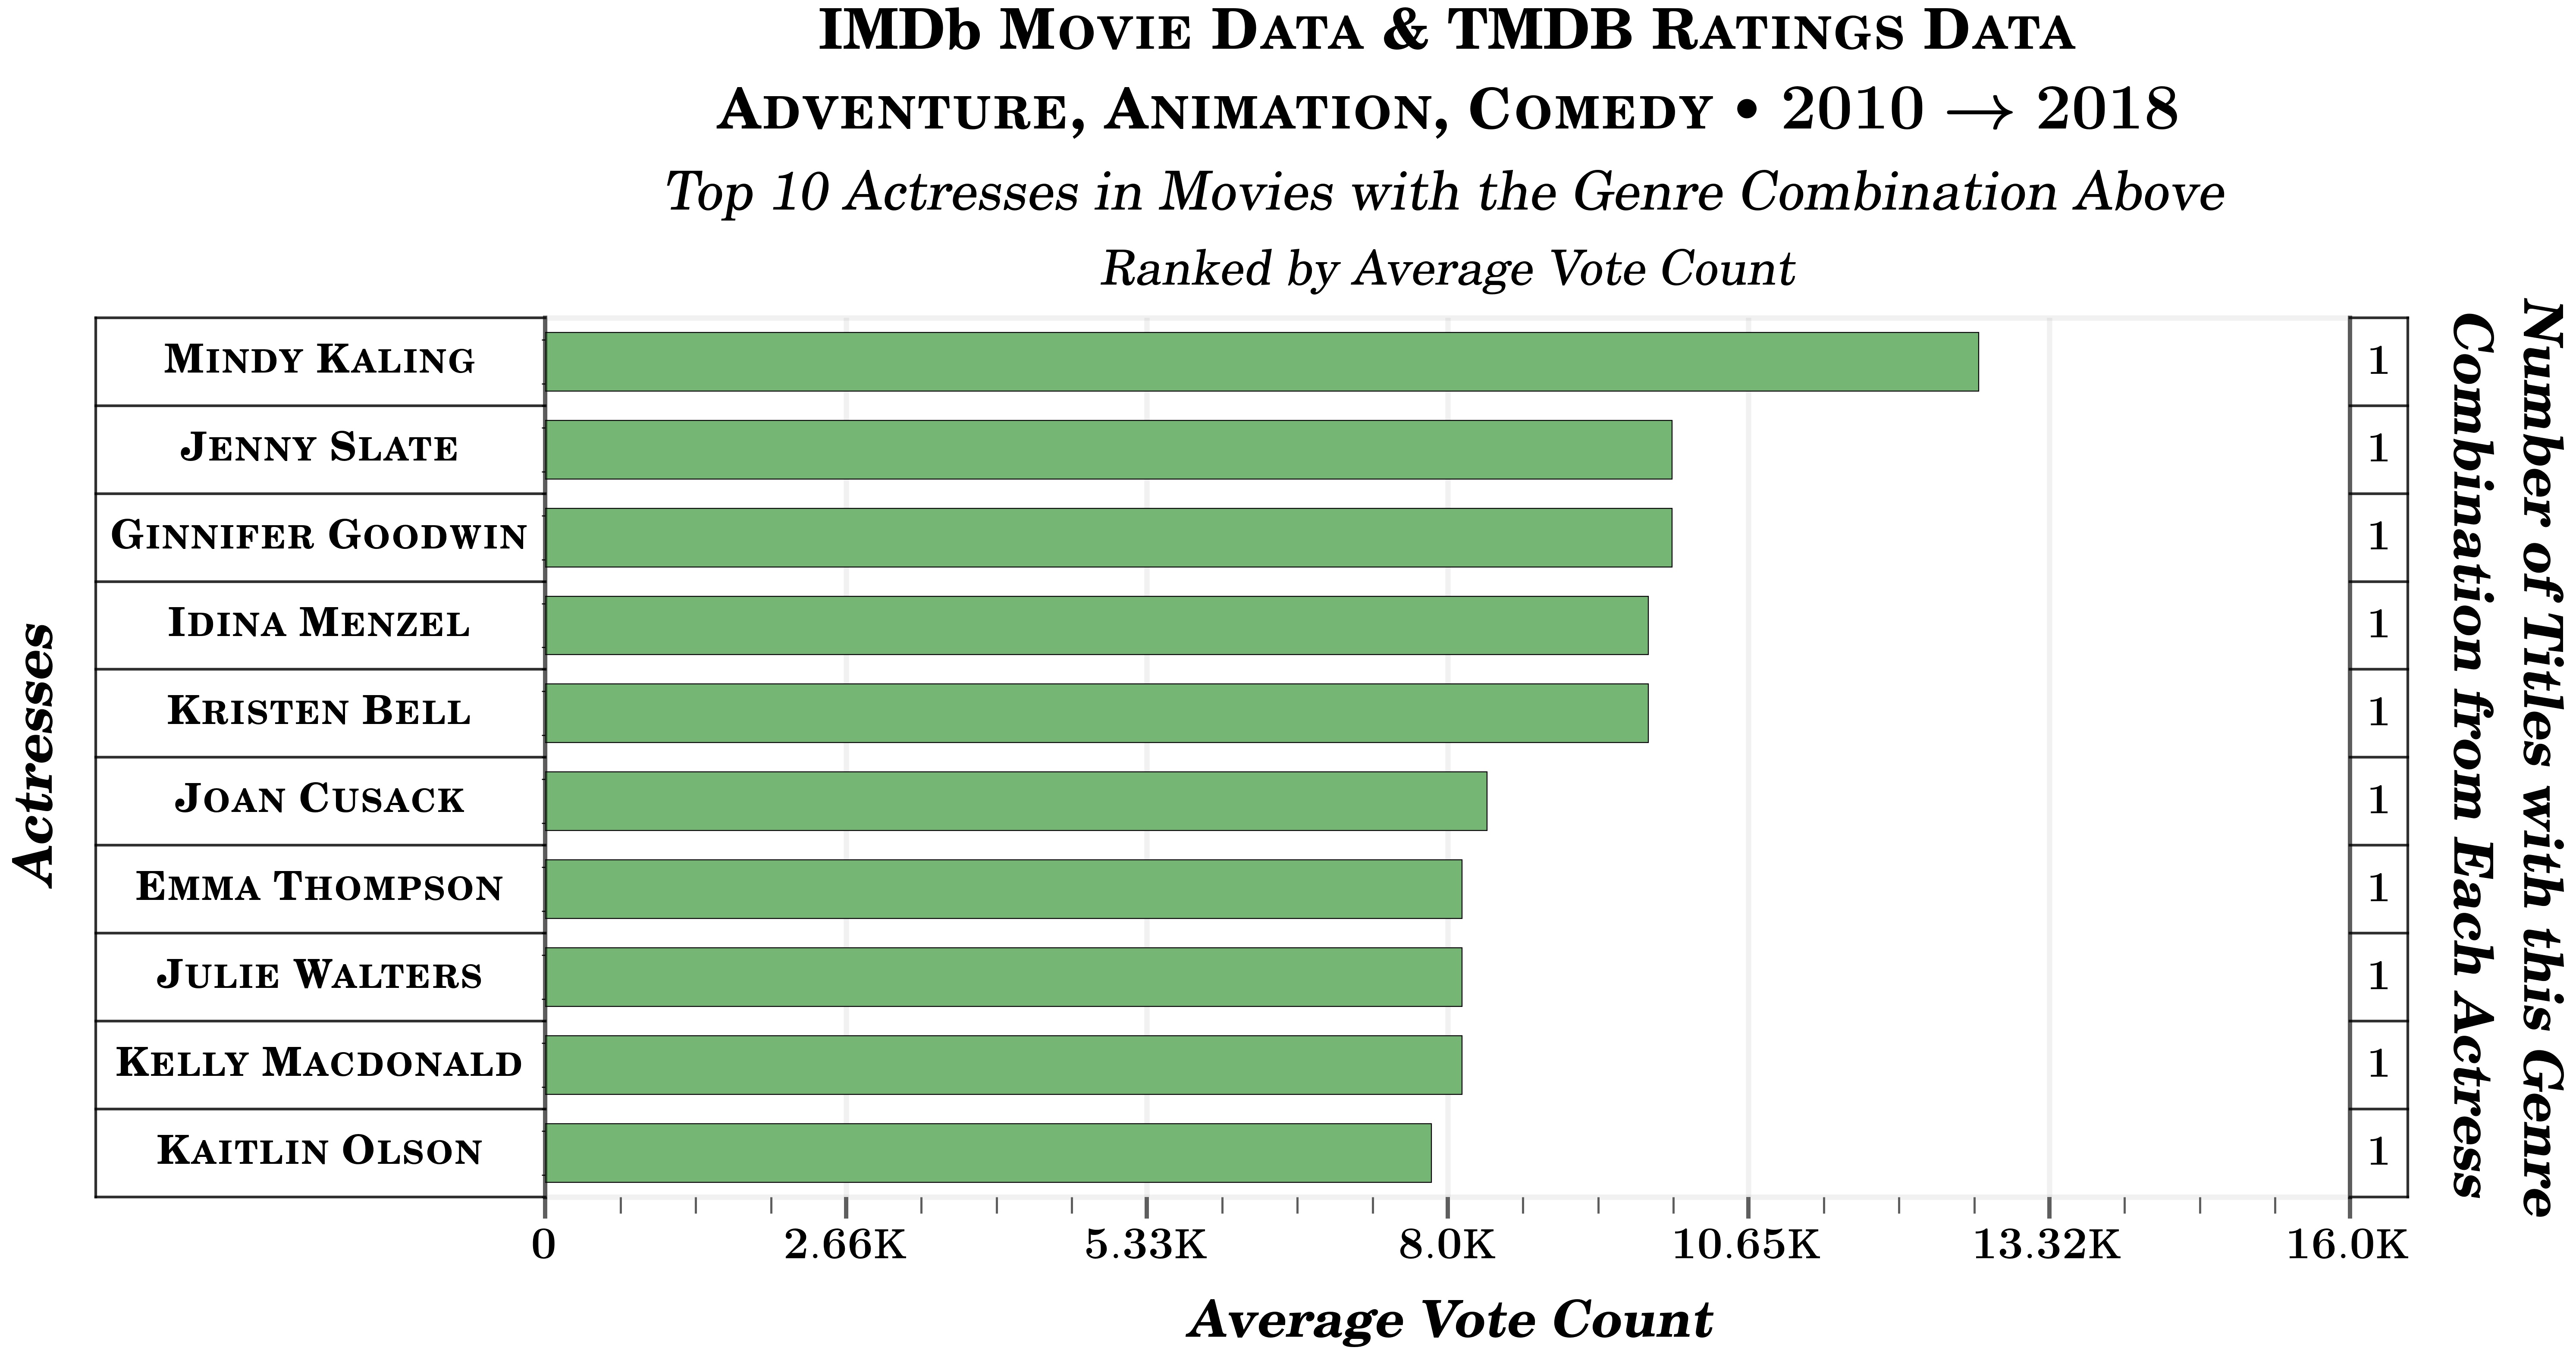 IMDb Movie Data & TMDB Ratings Data
Adventure, Animation, Comedy • 2010 → 2018
Top 10 Actresses in Movies with the Genre Combination Above
Ranked by Average Vote Count
Actresses
Mindy Kaling 1
Jenny Slate 1
Ginnifer Goodwin 1
Idina Menzel 1
Kristen Bell 1
Joan Cusack 1
Emma Thompson 1
Julie Walters 1
Kelly Macdonald 1
Kaitlin Olson 1
Number of Titles with this Genre
Combination from Each Actress
0 2.66K 5.33K 8.0K 10.65K 13.32K 16.0K
Average Vote Count